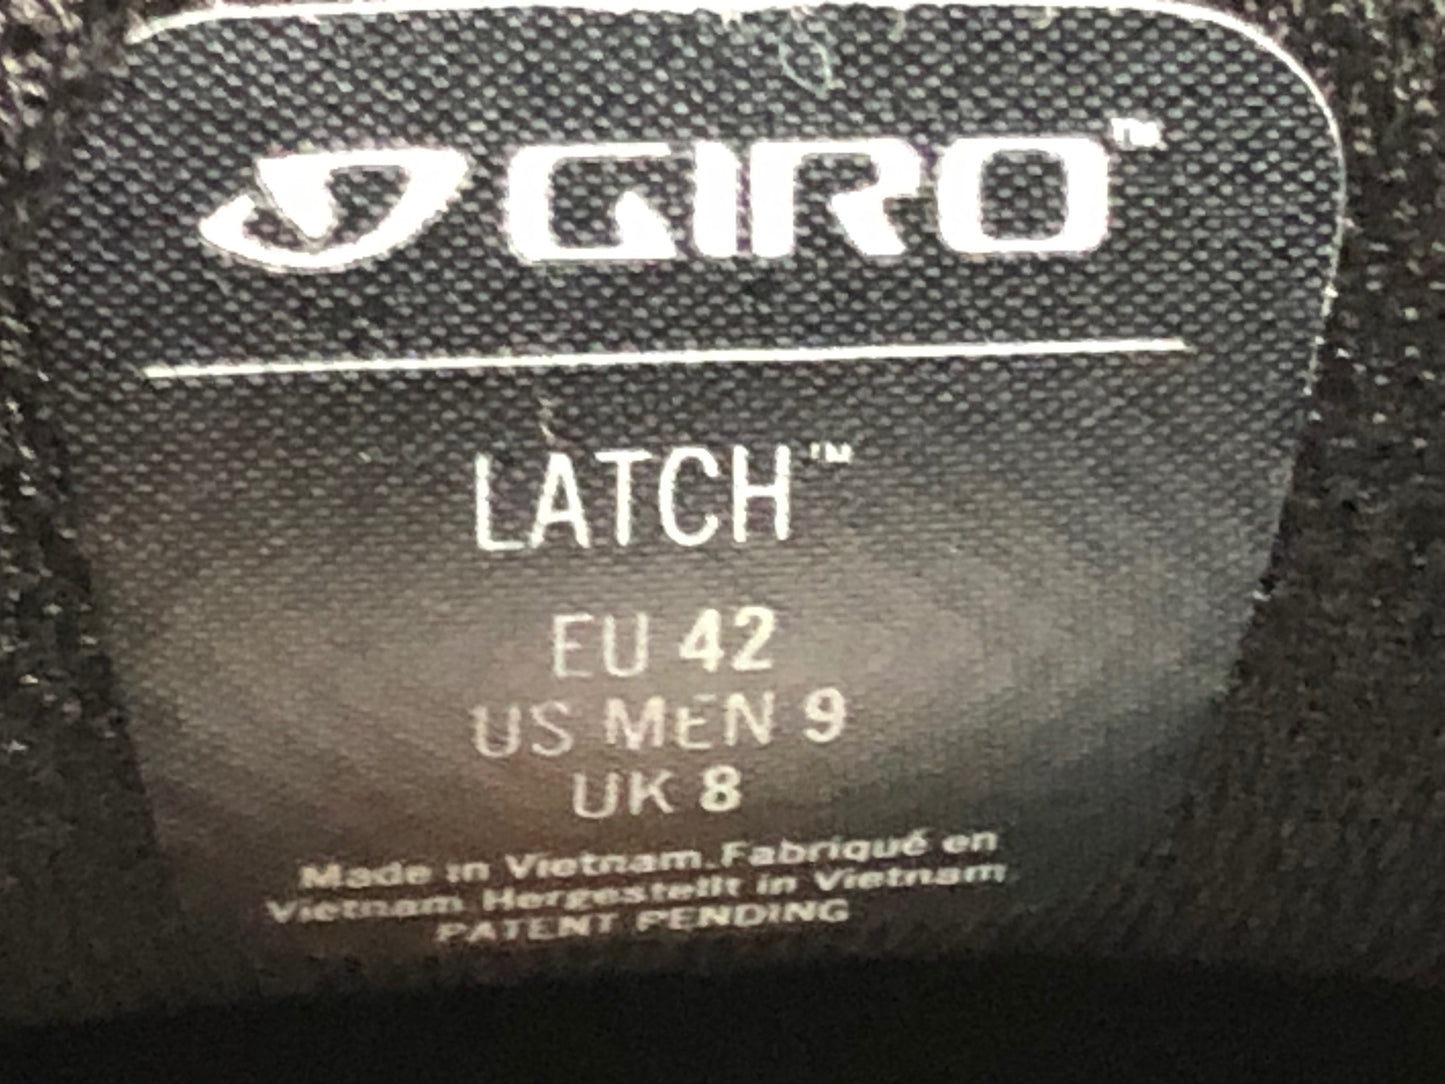 GIRO™
LATCH™
EU 42
US MEN 9
UK 8
Made in Vietnam.Fabriqué en
Vietnam Hergestellt in Vietnam
PATENT PENDING